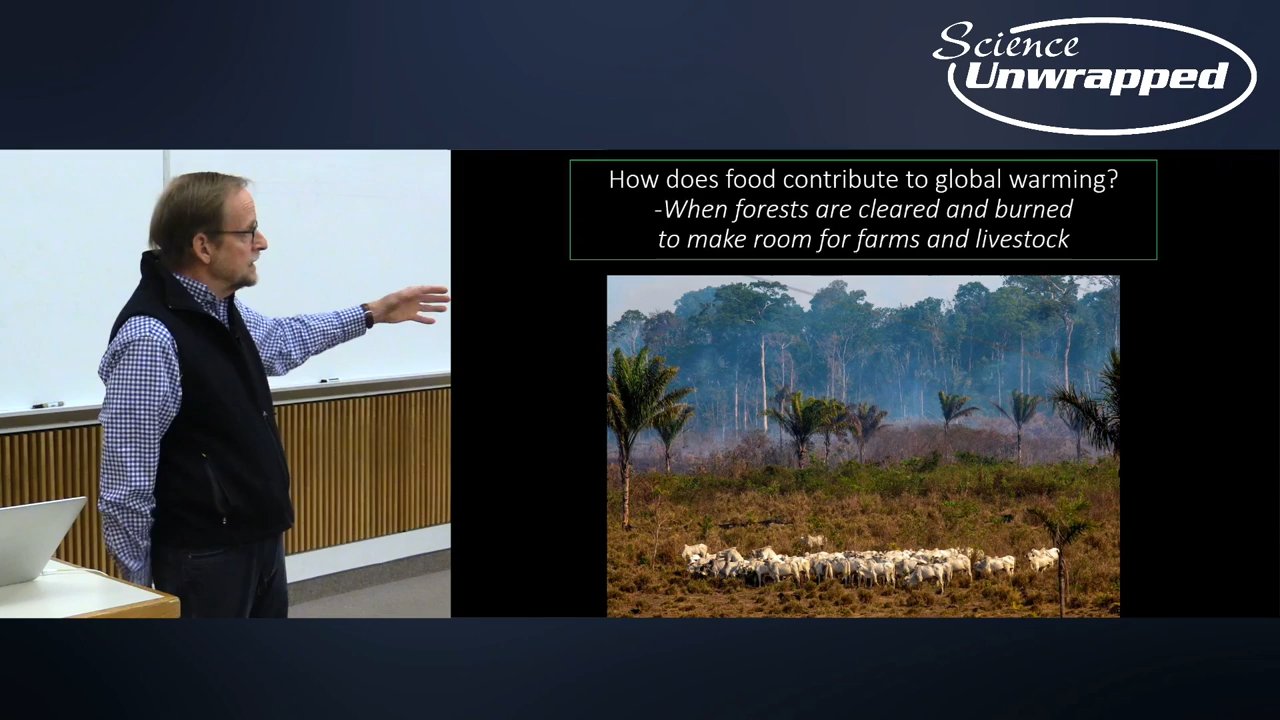 Science
Unwrapped
How does food contribute to global warming?
-When forests are cleared and burned
to make room for farms and livestock